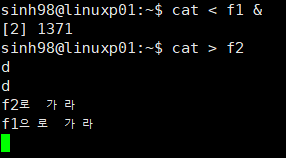 sinh98@linuxp01:~$ cat < f1 &
[2] 1371
sinh98@linuxp01:~$ cat > f2
d
d
f2로 가 라
f1으 로 가 라